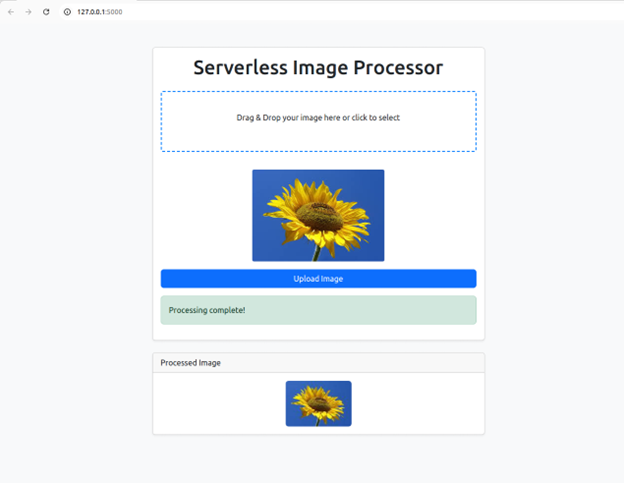 127.0.0.1:5000
Serverless Image Processor
Drag & Drop your image here or click to select
Upload Image
Processing complete!
Processed Image